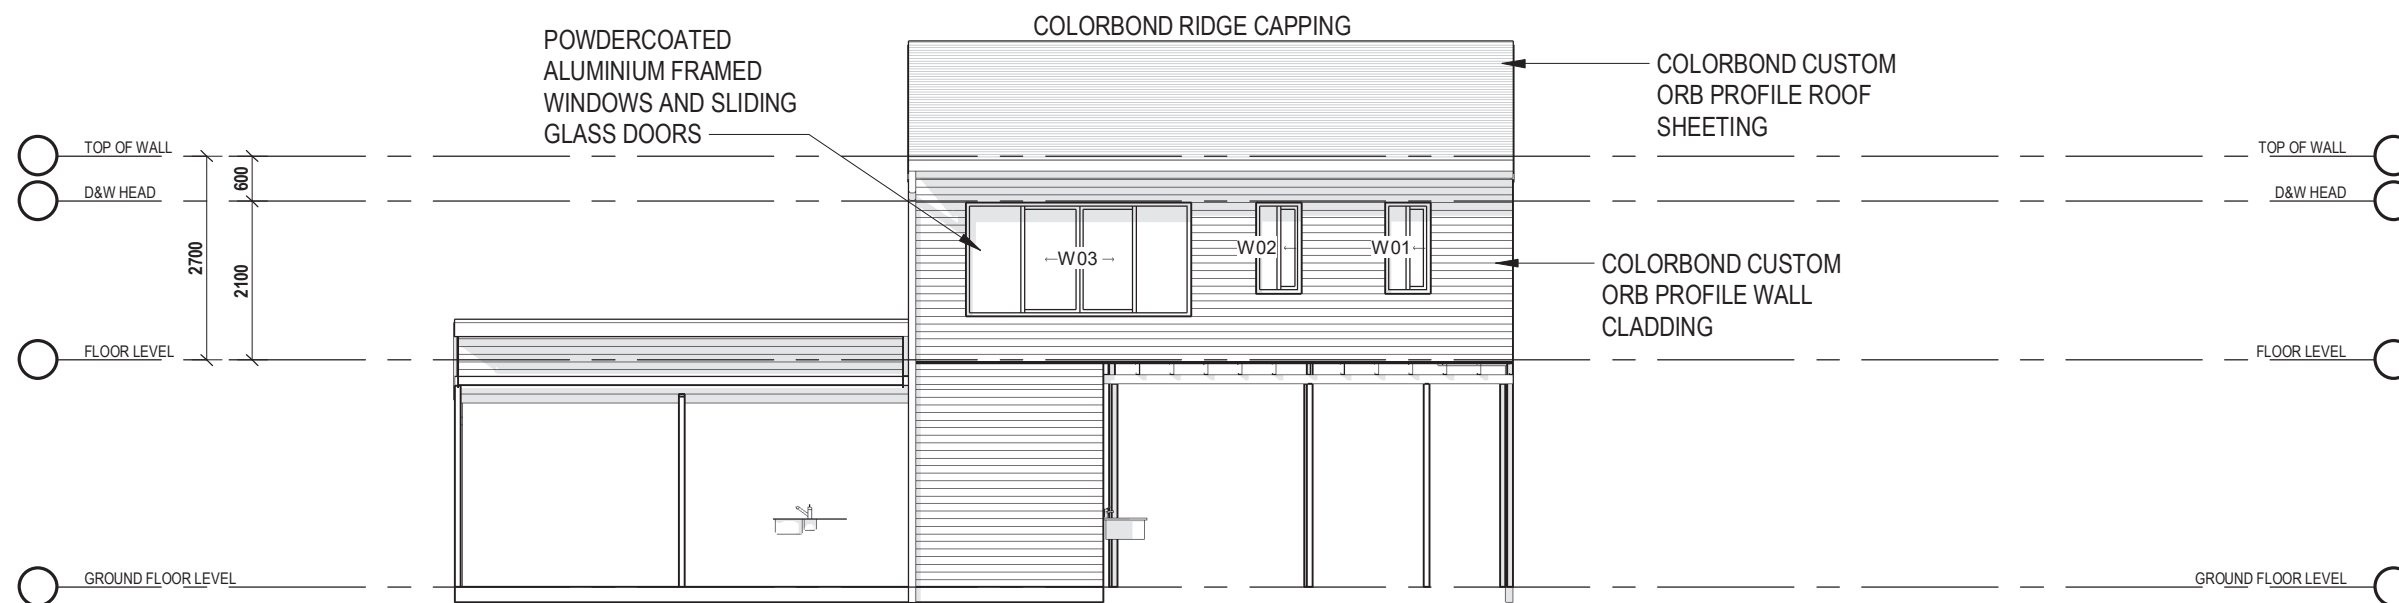 COLORBOND RIDGE CAPPING
POWDERCOATED
ALUMINIUM FRAMED
WINDOWS AND SLIDING
GLASS DOORS
COLORBOND CUSTOM
ORB PROFILE ROOF
SHEETING
TOP OF WALL
TOP OF WALL
600
D&W HEAD
D&W HEAD
2700
2100
W03
W02
W01
COLORBOND CUSTOM
ORB PROFILE WALL
CLADDING
FLOOR LEVEL
FLOOR LEVEL
GROUND FLOOR LEVEL
GROUND FLOOR LEVEL